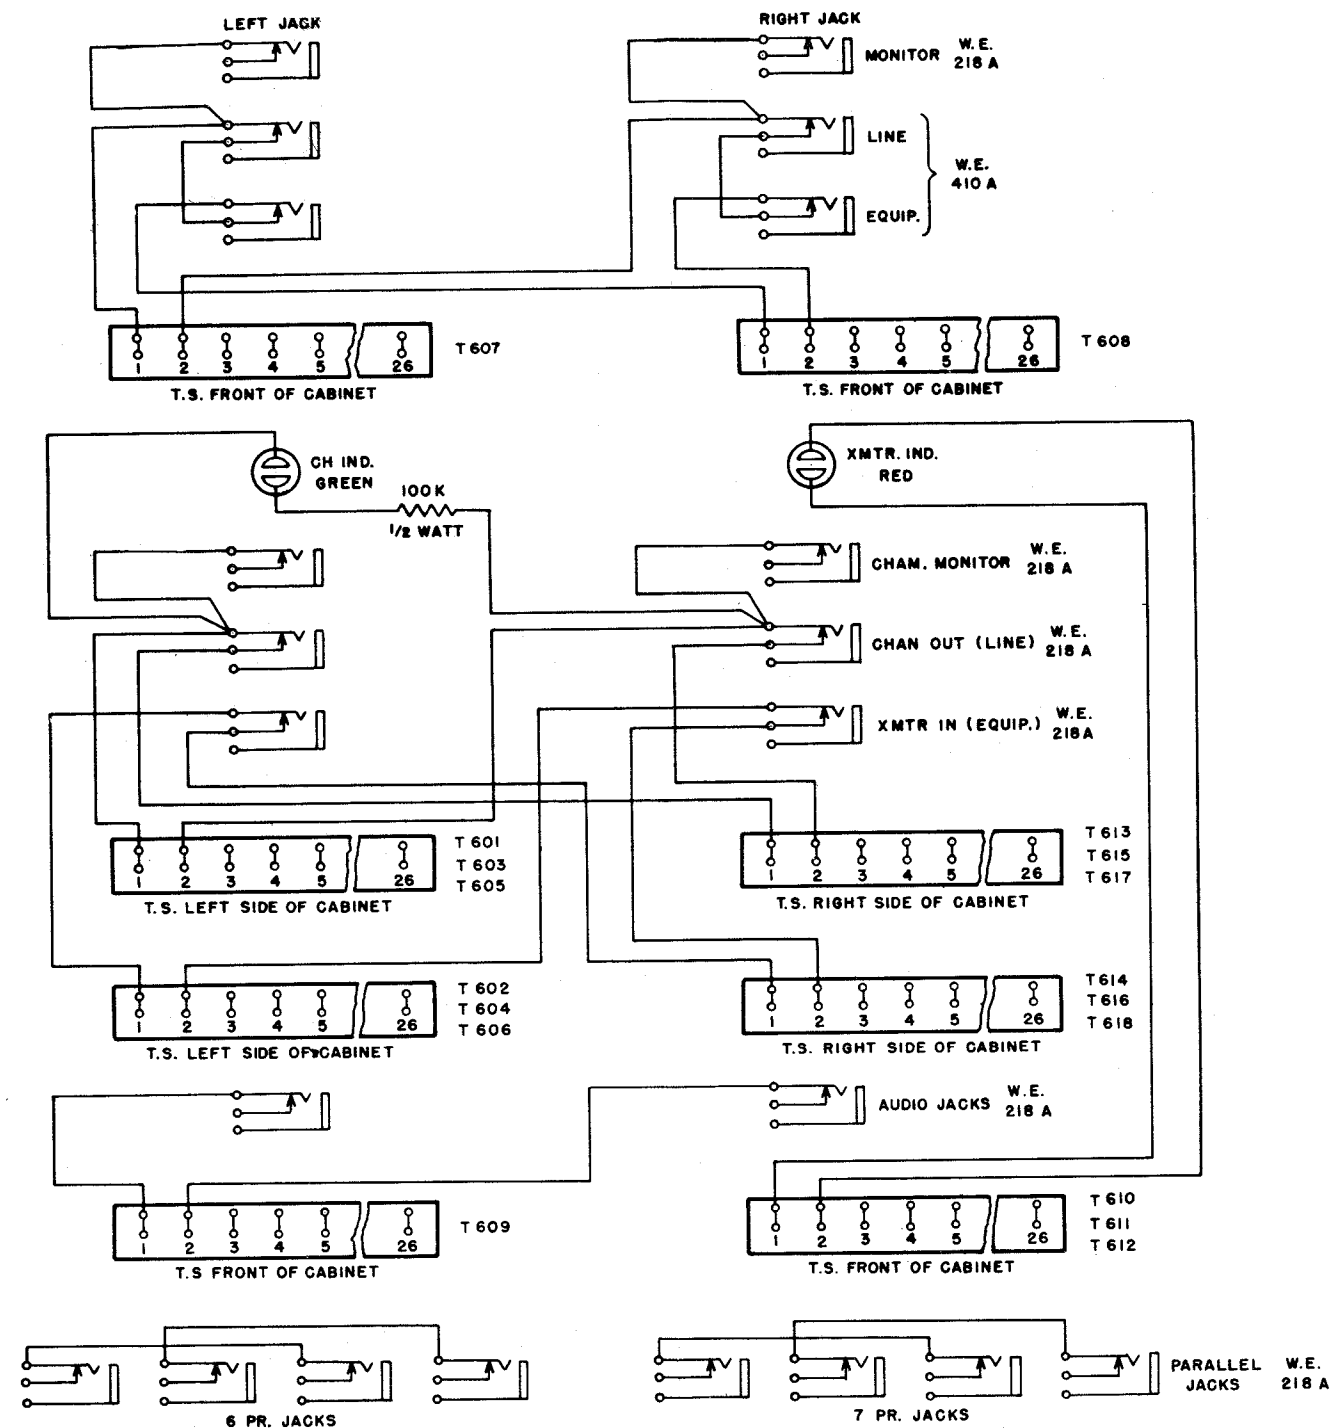 LEFT JACK
RIGHT JACK
MONITOR
W.E.
218 A
LINE
W.E.
410 A
EQUIP.
1 2 3 4 5 26
T 607
T.S. FRONT OF CABINET
1 2 3 4 5 26
T 608
T.S. FRONT OF CABINET
CH IND.
GREEN
100 K
1/2 WATT
XMTR. IND.
RED
CHAM. MONITOR
W.E.
218 A
CHAN OUT (LINE)
W.E.
218 A
XMTR IN (EQUIP.)
W.E.
218A
1 2 3 4 5 26
T 601
T 603
T 605
T.S. LEFT SIDE OF CABINET
1 2 3 4 5 26
T 613
T 615
T 617
T.S. RIGHT SIDE OF CABINET
1 2 3 4 5 26
T 602
T 604
T 606
T.S. LEFT SIDE OF CABINET
1 2 3 4 5 26
T 614
T 616
T 618
T.S. RIGHT SIDE OF CABINET
AUDIO JACKS
W.E.
218 A
1 2 3 4 5 26
T 609
T.S FRONT OF CABINET
1 2 3 4 5 26
T 610
T 611
T 612
T.S. FRONT OF CABINET
6 PR. JACKS
7 PR. JACKS
PARALLEL
JACKS
W.E.
218 A